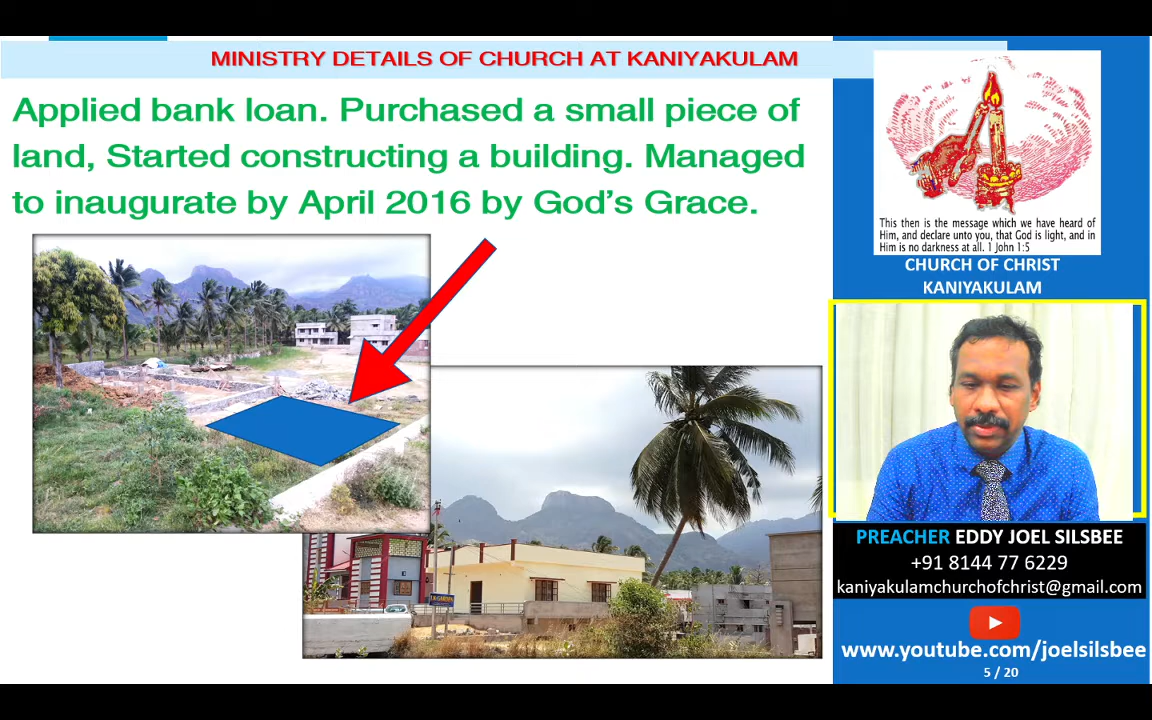 MINISTRY DETAILS OF CHURCH AT KANIYAKULAM
Applied bank loan. Purchased a small piece of
land, Started constructing a building. Managed
to inaugurate by April 2016 by God's Grace.
This then is the message which we have heard of
Him, and declare unto you, that God is light, and in
Him is no darkness at all. 1 John 1:5
CHURCH OF CHRIST
KANIYAKULAM
PREACHER EDDY JOEL SILSBEE
+91 8144 77 6229
kaniyakulamchurchofchrist@gmail.com
www.youtube.com/joelsilsbee
5 / 20